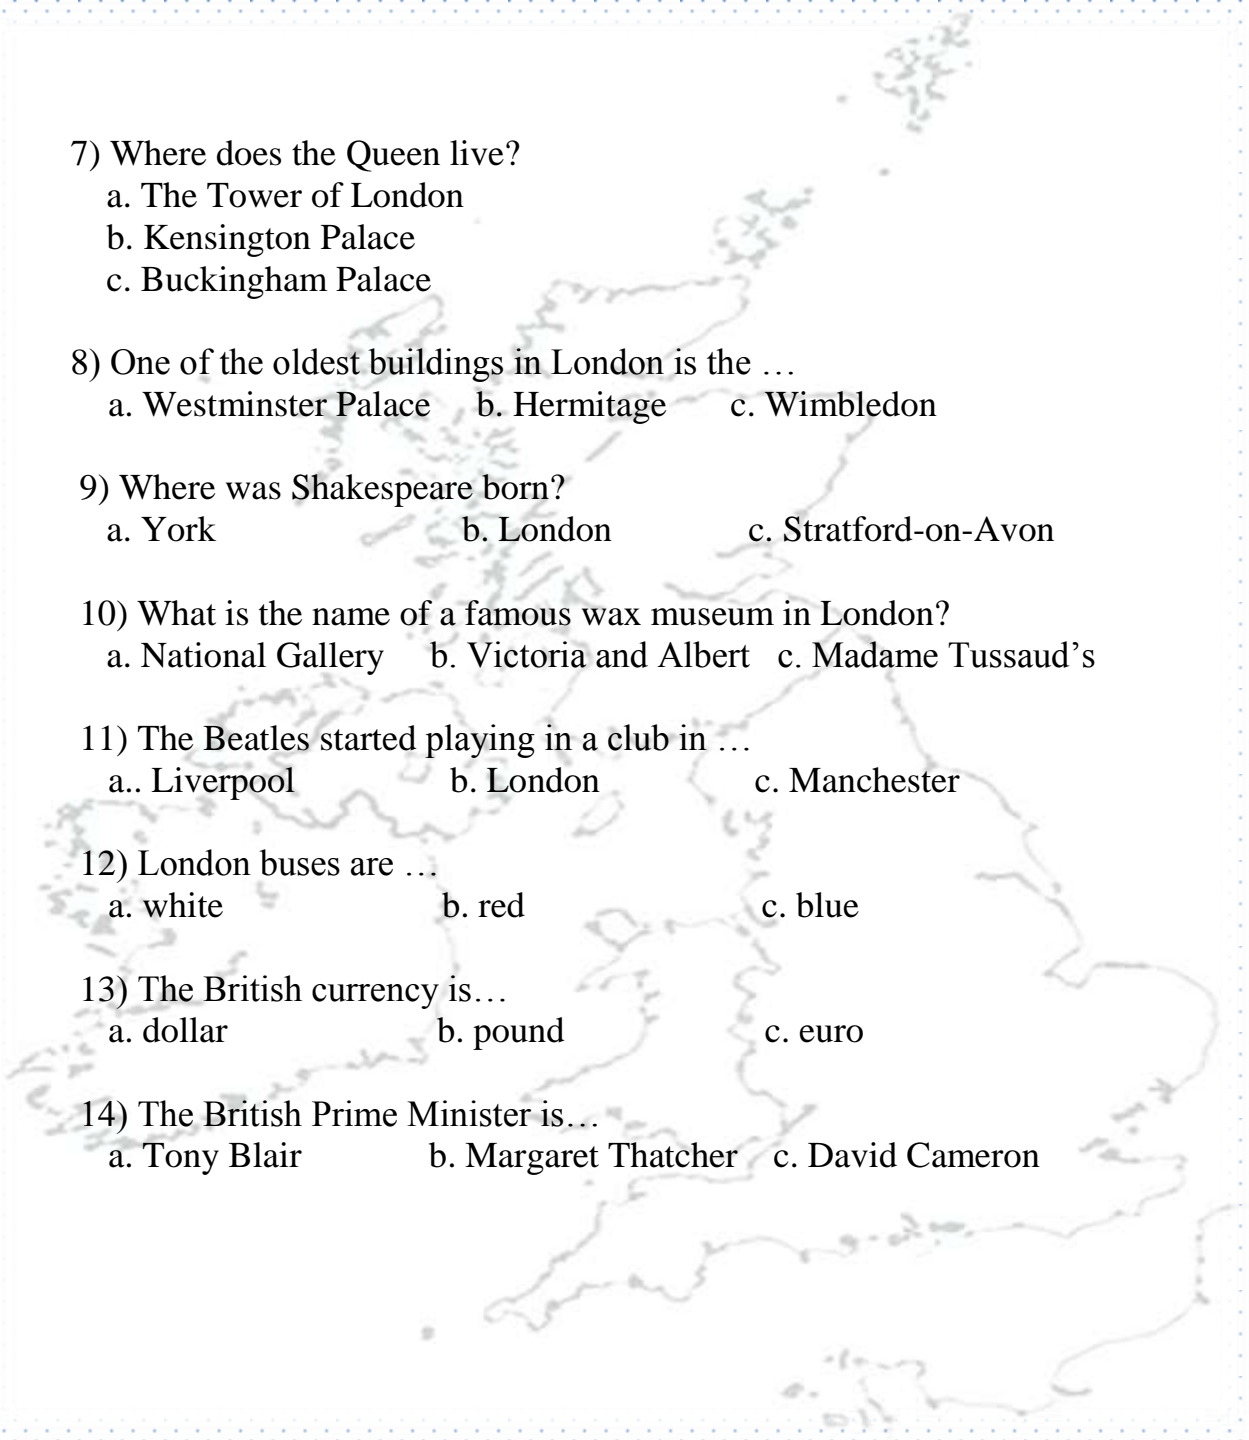 7) Where does the Queen live?
a. The Tower of London
b. Kensington Palace
c. Buckingham Palace
8) One of the oldest buildings in London is the …
a. Westminster Palace b. Hermitage c. Wimbledon
9) Where was Shakespeare born?
a. York b. London c. Stratford-on-Avon
10) What is the name of a famous wax museum in London?
a. National Gallery b. Victoria and Albert c. Madame Tussaud’s
11) The Beatles started playing in a club in …
a.. Liverpool b. London c. Manchester
12) London buses are …
a. white b. red c. blue
13) The British currency is…
a. dollar b. pound c. euro
14) The British Prime Minister is…
a. Tony Blair b. Margaret Thatcher c. David Cameron